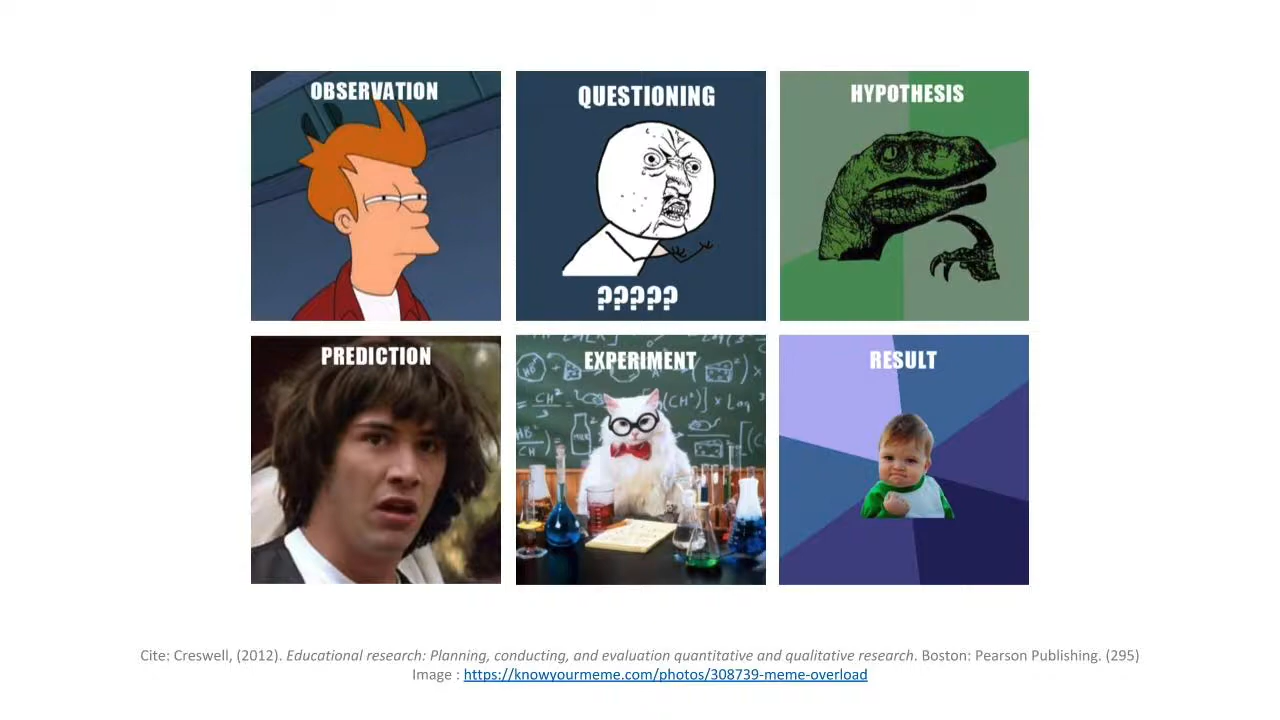 OBSERVATION
QUESTIONING
?????
HYPOTHESIS
PREDICTION
EXPERIMENT
RESULT
Cite: Creswell, (2012). Educational research: Planning, conducting, and evaluation quantitative and qualitative research. Boston: Pearson Publishing. (295)
Image : https://knowyourmeme.com/photos/308739-meme-overload